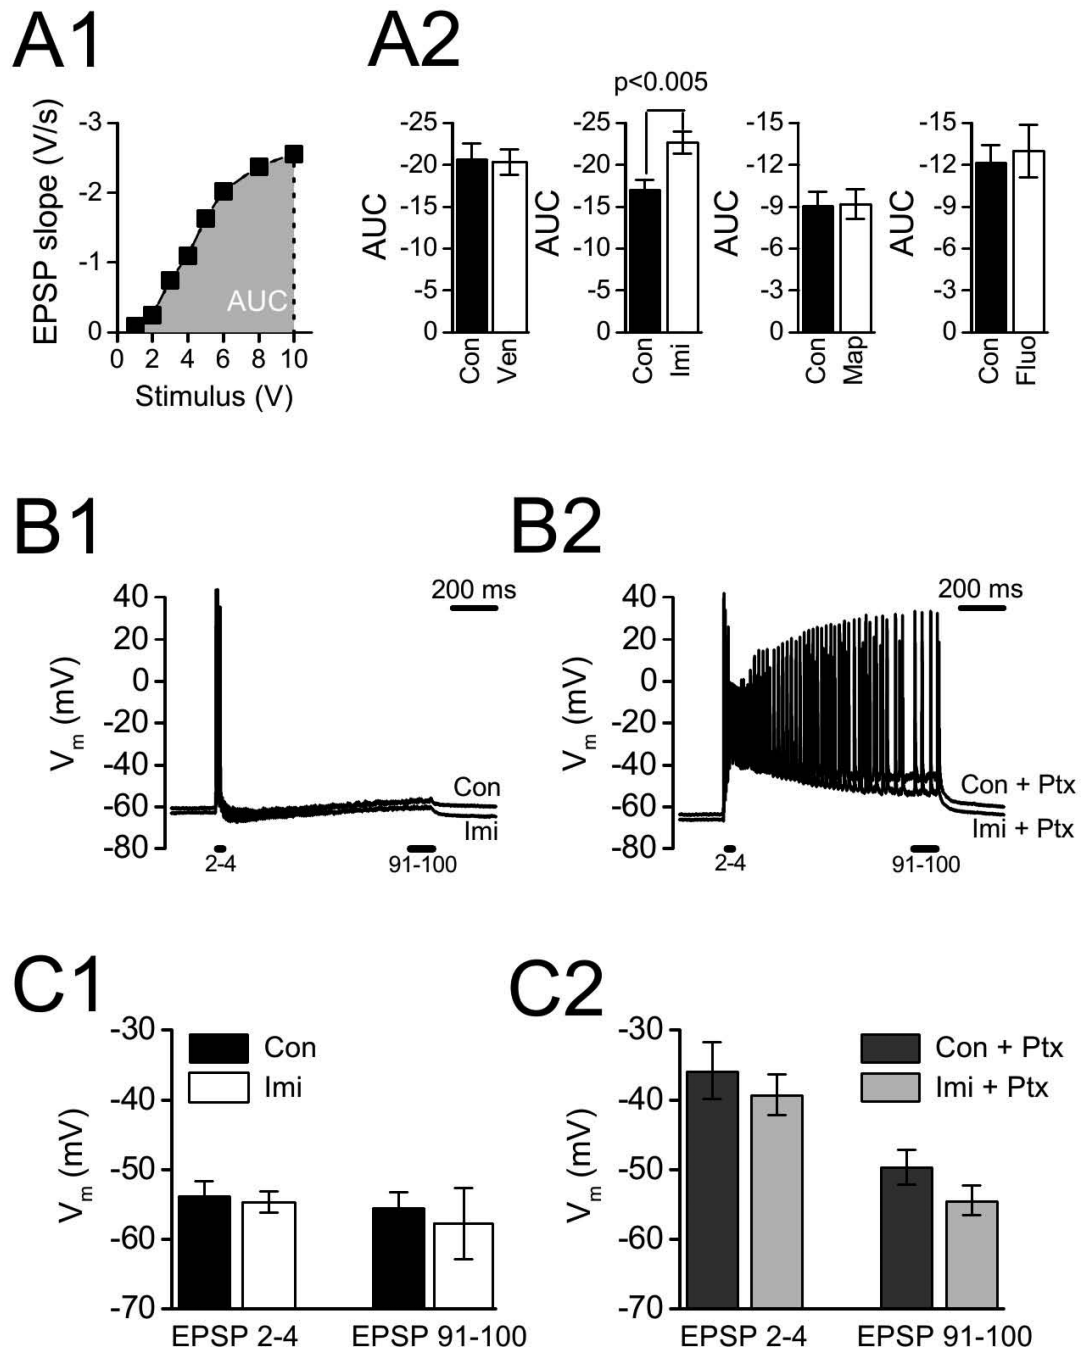 A1
A2
EPSP slope (V/s)
-3
-2
-1
0
0 2 4 6 8 10
Stimulus (V)
AUC
AUC
-25
-20
-15
-10
-5
0
Con
Ven
p<0.005
AUC
-25
-20
-15
-10
-5
0
Con
Imi
AUC
-15
-12
-9
-6
-3
0
Con
Map
AUC
-15
-12
-9
-6
-3
0
Con
Fluo
B1
Vm (mV)
40
20
0
-20
-40
-60
-80
200 ms
Con
Imi
2-4
91-100
B2
Vm (mV)
40
20
0
-20
-40
-60
-80
200 ms
Con + Ptx
Imi + Ptx
2-4
91-100
C1
Vm (mV)
-30
-40
-50
-60
-70
Con
Imi
EPSP 2-4
EPSP 91-100
C2
Vm (mV)
-30
-40
-50
-60
-70
Con + Ptx
Imi + Ptx
EPSP 2-4
EPSP 91-100